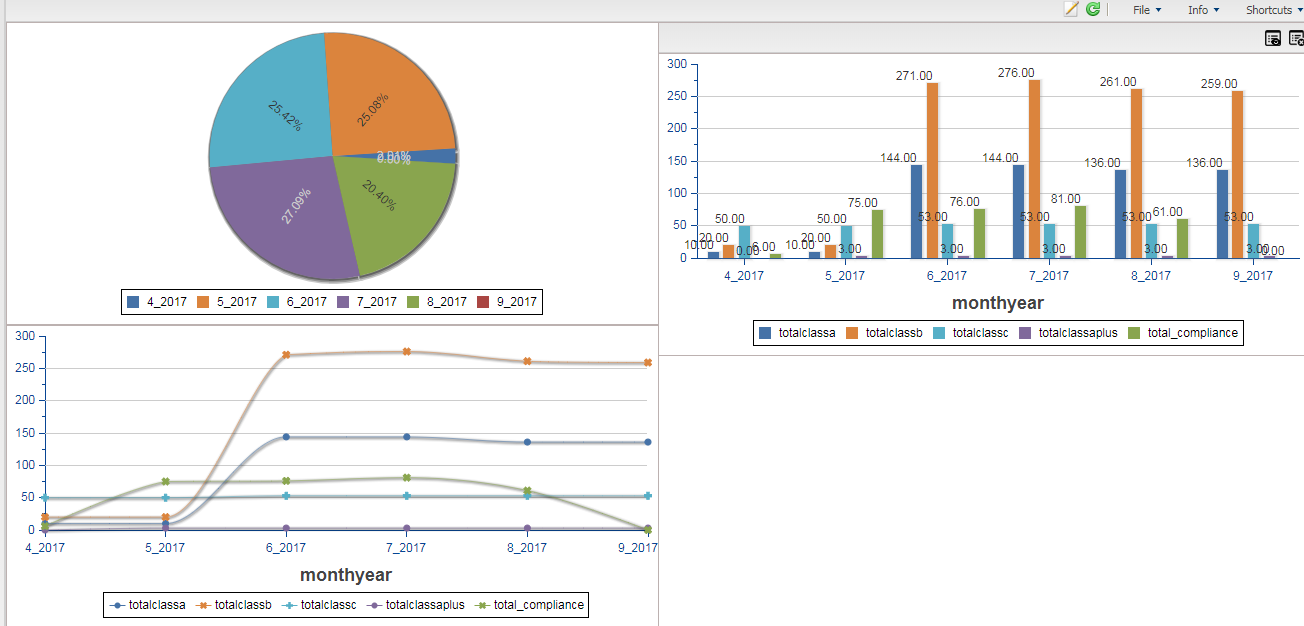 File Info Shortcuts
25.42%
25.08%
27.09%
20.40%
4_2017 5_2017 6_2017 7_2017 8_2017 9_2017
300
250
200
150
100
50
0
271.00 276.00 261.00 259.00
144.00 144.00 136.00 136.00
75.00 76.00 81.00 61.00
50.00 50.00 53.00 53.00 53.00 53.00
10.00 20.00 0.00 6.00 10.00 20.00 3.00 3.00 3.00 3.00 3.00 0.00
4_2017 5_2017 6_2017 7_2017 8_2017 9_2017
monthyear
totalclassa totalclassb totalclassc totalclassaplus total_compliance
300
250
200
150
100
50
0
4_2017 5_2017 6_2017 7_2017 8_2017 9_2017
monthyear
totalclassa totalclassb totalclassc totalclassaplus total_compliance